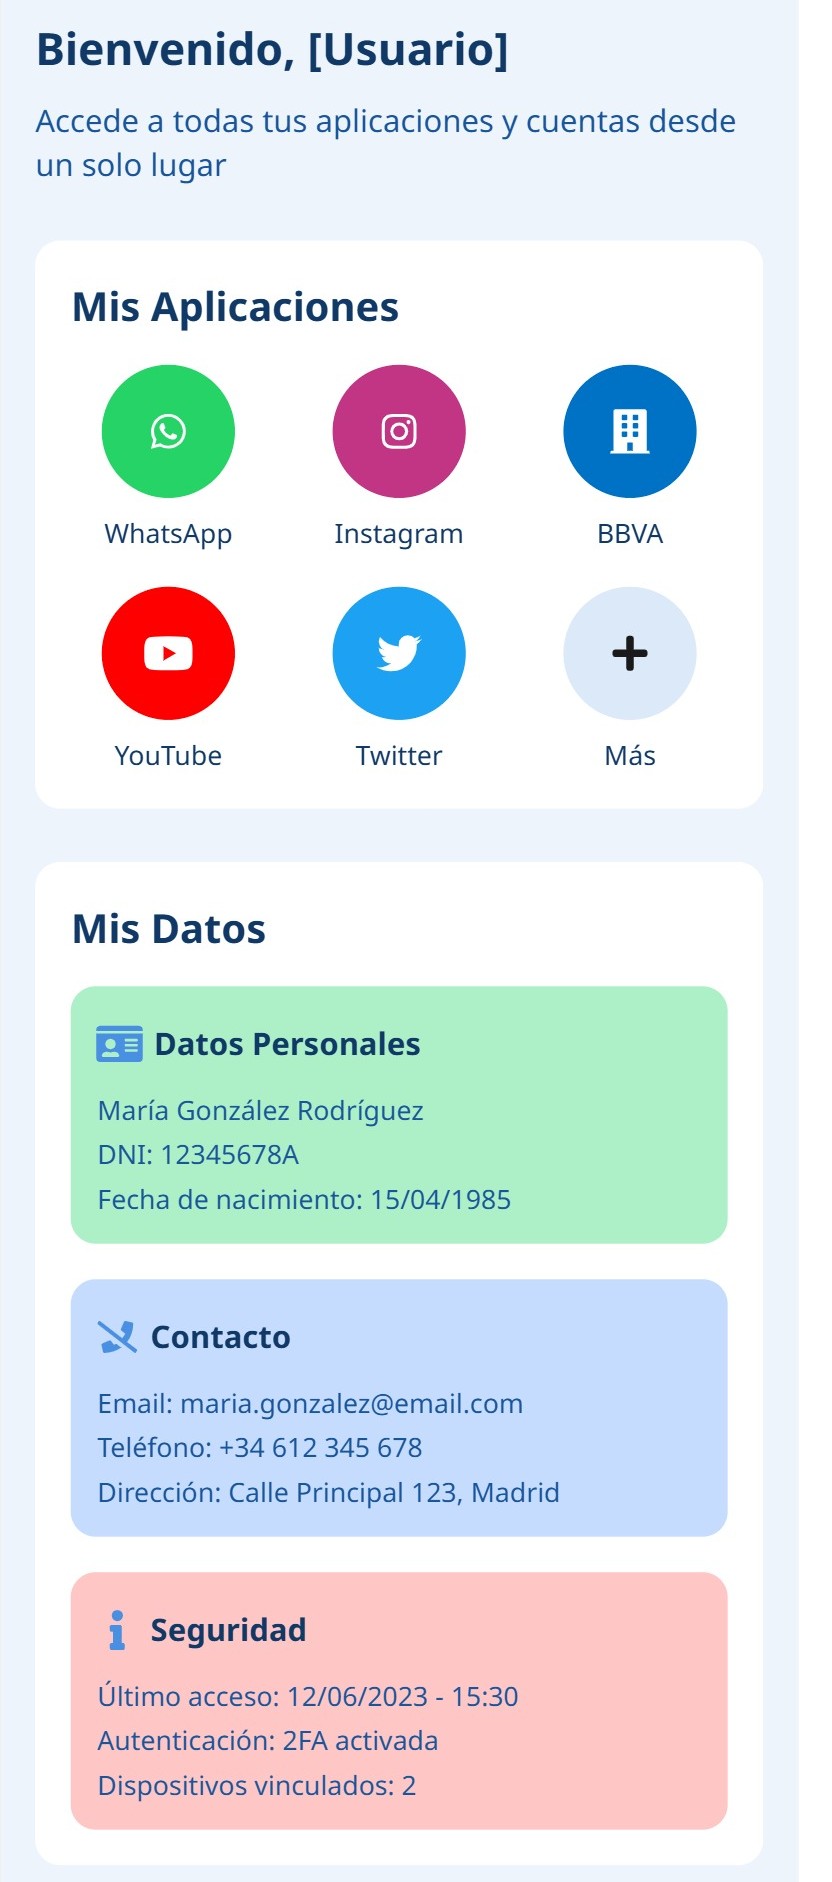 Bienvenido, [Usuario]
Accede a todas tus aplicaciones y cuentas desde
un solo lugar
Mis Aplicaciones
WhatsApp
Instagram
BBVA
YouTube
Twitter
Más
Mis Datos
Datos Personales
María González Rodríguez
DNI: 12345678A
Fecha de nacimiento: 15/04/1985
Contacto
Email: maria.gonzalez@email.com
Teléfono: +34 612 345 678
Dirección: Calle Principal 123, Madrid
Seguridad
Último acceso: 12/06/2023 - 15:30
Autenticación: 2FA activada
Dispositivos vinculados: 2